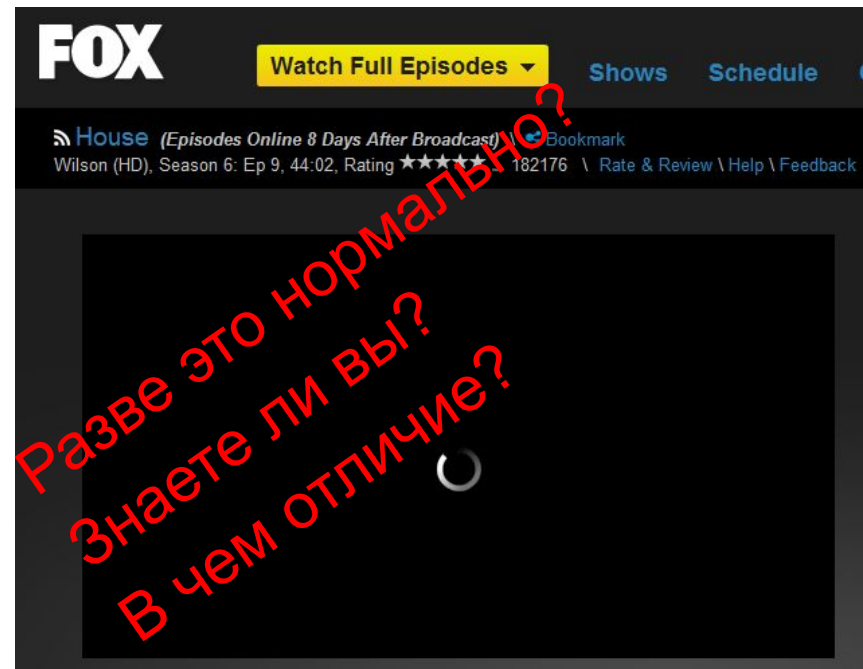 FOX
Watch Full Episodes
Shows
Schedule
House (Episodes Online 8 Days After Broadcast) \ Bookmark
Wilson (HD), Season 6: Ep 9, 44:02, Rating ★★★★★ 182176 \ Rate & Review \ Help \ Feedback
Разве это нормально?
Знаете ли вы?
В чем отличие?